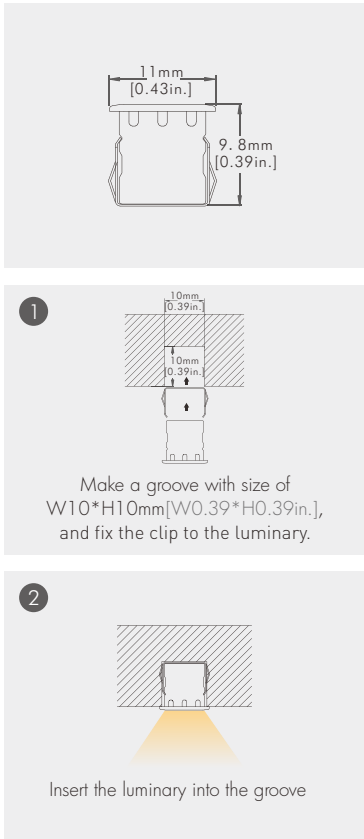 11mm
[0.43in.]
9.8mm
[0.39in.]
1
10mm
[0.39in.]
10mm
[0.39in.]
Make a groove with size of
W10*H10mm[W0.39*H0.39in.],
and fix the clip to the luminary.
2
Insert the luminary into the groove